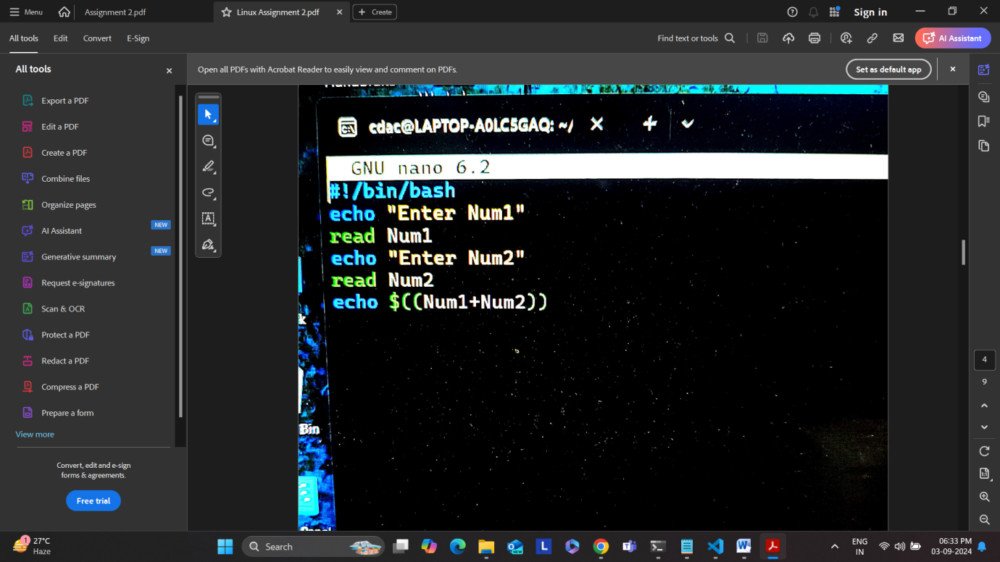 Menu
Assignment 2.pdf
Linux Assignment 2.pdf
Create
Sign in
All tools
Edit
Convert
E-Sign
Find text or tools
AI Assistant
All tools
Open all PDFs with Acrobat Reader to easily view and comment on PDFs.
Set as default app
Export a PDF
Edit a PDF
Create a PDF
Combine files
Organize pages
AI Assistant
NEW
Generative summary
NEW
Request e-signatures
Scan & OCR
Protect a PDF
Redact a PDF
Compress a PDF
Prepare a form
View more
Convert, edit and e-sign
forms & agreements.
Free trial
cdac@LAPTOP-A0LC5GAQ: ~/
GNU nano 6.2
#!/bin/bash
echo "Enter Num1"
read Num1
echo "Enter Num2"
read Num2
echo $((Num1+Num2))
k
Bin
4
9
1
27°C
Haze
Search
ENG
IN
06:33 PM
03-09-2024